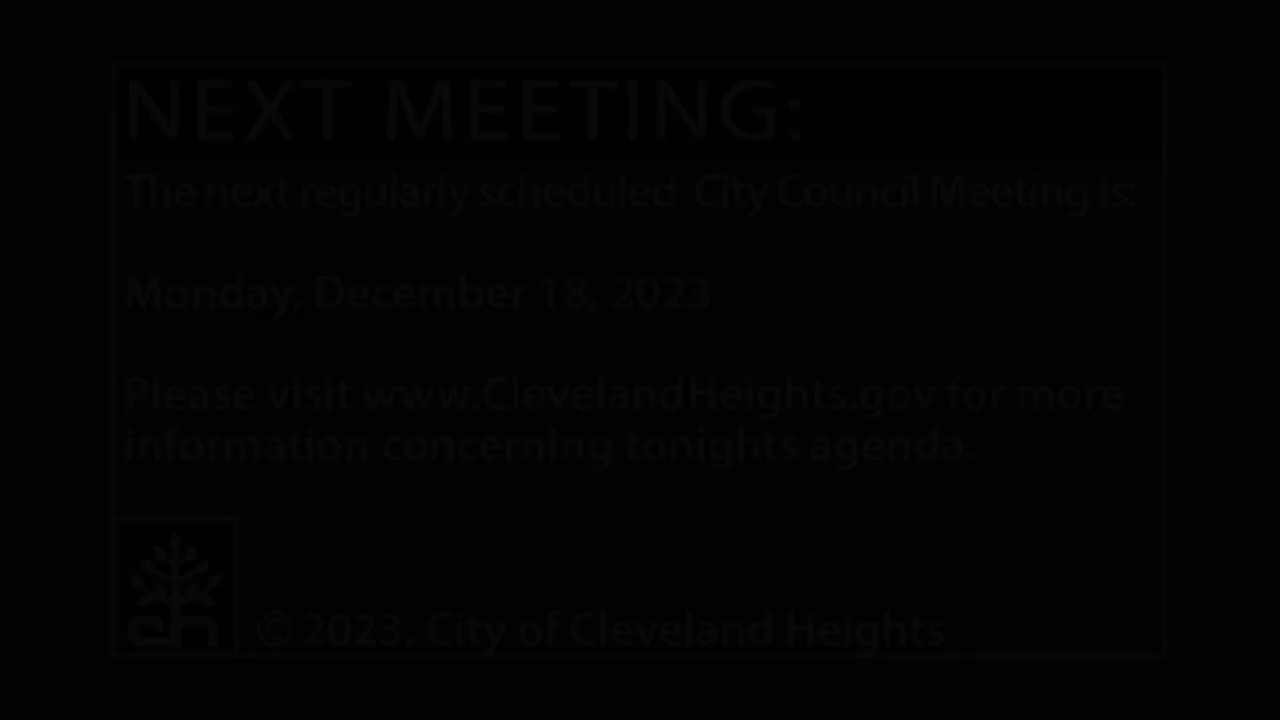 NEXT MEETING:
The next regularly scheduled City Council Meeting is:
Monday, December 18, 2023
Please visit www.ClevelandHeights.gov for more
information concerning tonights agenda.
© 2023, City of Cleveland Heights